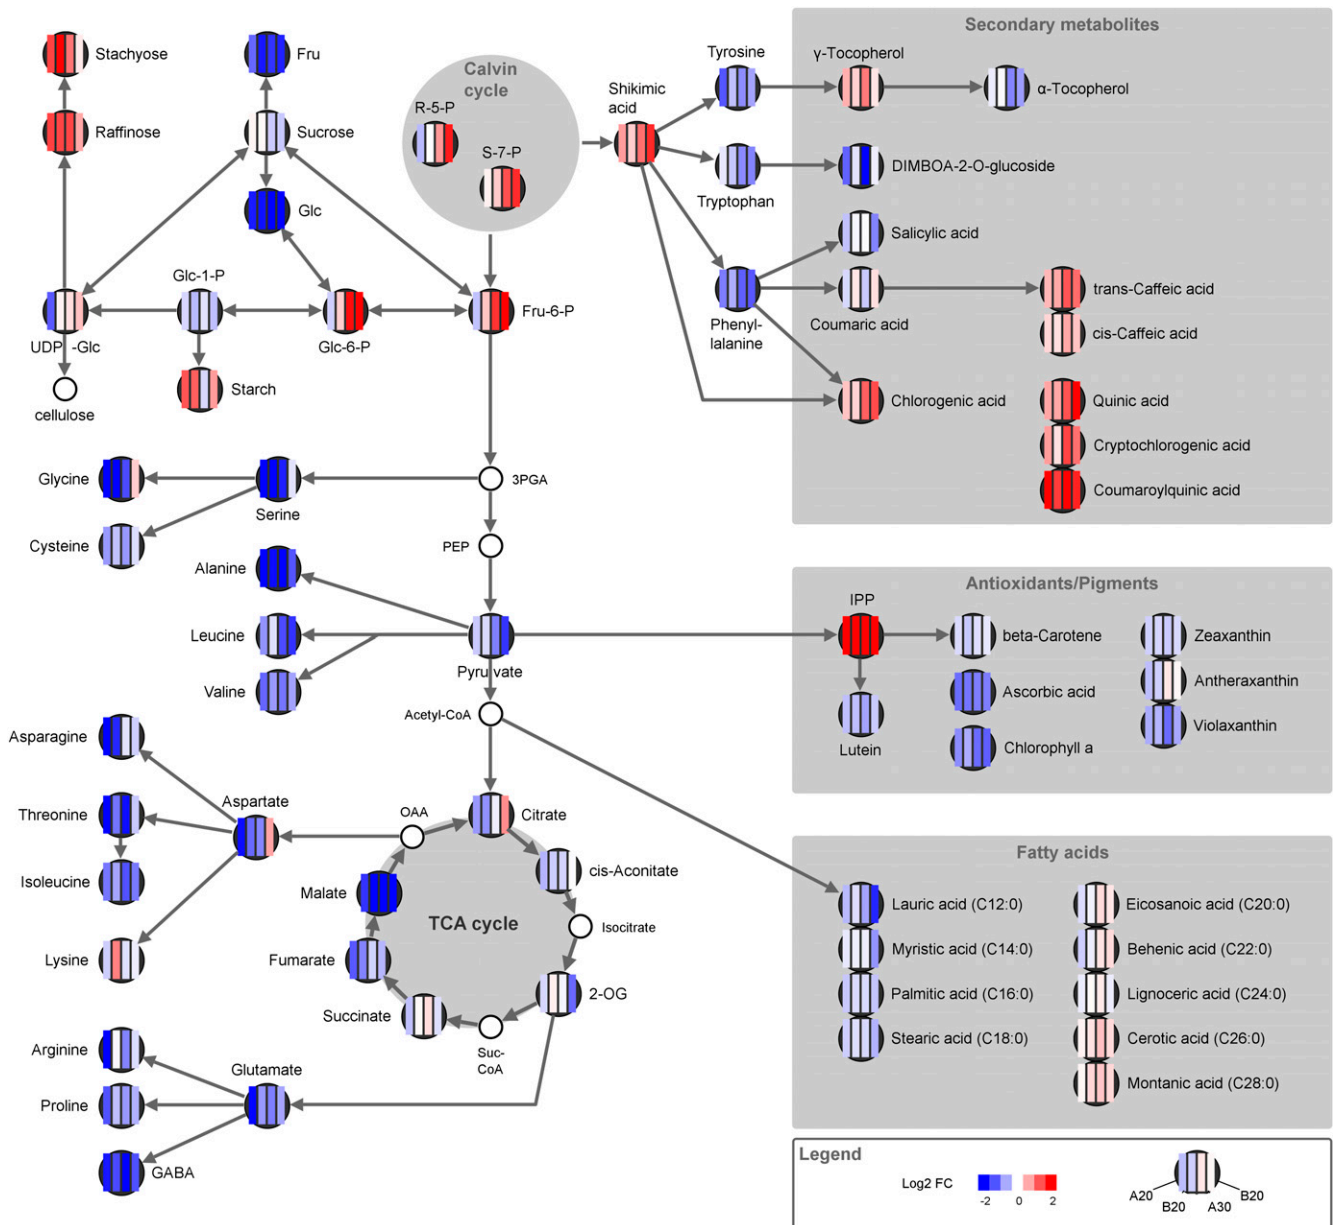 Secondary metabolites
Stachyose
Fru
Calvin
cycle
Tyrosine
γ-Tocopherol
α-Tocopherol
Shikimic
acid
R-5-P
Raffinose
Sucrose
S-7-P
DIMBOA-2-O-glucoside
Tryptophan
Glc
Salicylic acid
Glc-1-P
trans-Caffeic acid
Fru-6-P
Phenyl-
lalanine
Coumaric acid
UDP -Glc
Glc-6-P
cis-Caffeic acid
Starch
cellulose
Chlorogenic acid
Quinic acid
Cryptochlorogenic acid
Glycine
3PGA
Coumaroylquinic acid
Serine
Cysteine
PEP
Alanine
Antioxidants/Pigments
IPP
Leucine
beta-Carotene
Zeaxanthin
Pyruvate
Valine
Antheraxanthin
Ascorbic acid
Acetyl-CoA
Violaxanthin
Asparagine
Lutein
Chlorophyll a
Aspartate
OAA
Threonine
Citrate
Fatty acids
cis-Aconitate
Isoleucine
Malate
Lauric acid (C12:0)
Eicosanoic acid (C20:0)
TCA cycle
Isocitrate
Myristic acid (C14:0)
Behenic acid (C22:0)
Lysine
Fumarate
2-OG
Palmitic acid (C16:0)
Lignoceric acid (C24:0)
Succinate
Stearic acid (C18:0)
Cerotic acid (C26:0)
Arginine
Suc-
CoA
Glutamate
Montanic acid (C28:0)
Proline
Legend
GABA
Log2 FC
-2 0 2
A20 B20
B20 A30